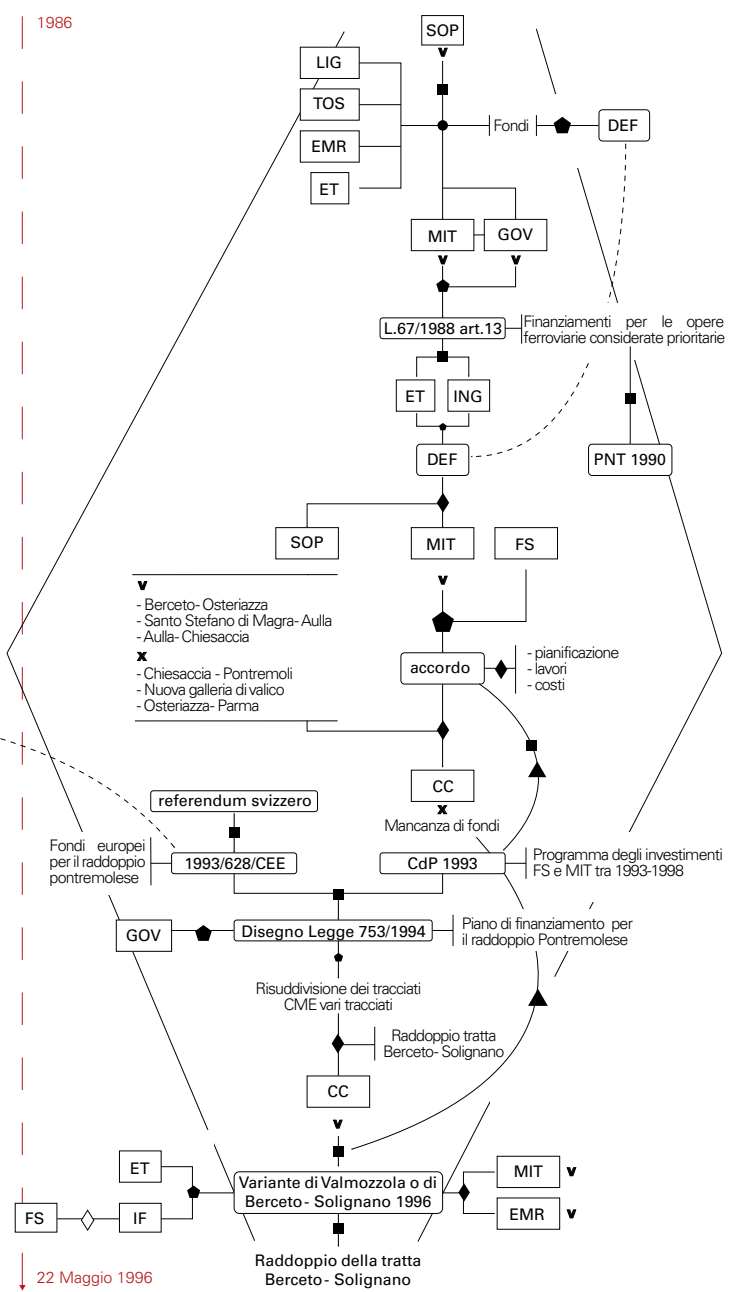 1986
SOP
v
LIG
TOS
EMR
ET
Fondi
DEF
MIT
GOV
v
v
L.67/1988 art.13
Finanziamenti per le opere
ferroviarie considerate prioritarie
ET
ING
DEF
PNT 1990
SOP
MIT
FS
v
v
- Berceto- Osteriazza
- Santo Stefano di Magra- Aulla
- Aulla- Chiesaccia
x
- Chiesaccia - Pontremoli
- Nuova galleria di valico
- Osteriazza- Parma
accordo
- pianificazione
- lavori
- costi
CC
x
Mancanza di fondi
referendum svizzero
Fondi europei
per il raddoppio
pontremolese
1993/628/CEE
CdP 1993
Programma degli investimenti
FS e MIT tra 1993-1998
GOV
Disegno Legge 753/1994
Piano di finanziamento per
il raddoppio Pontremolese
Risuddivisione dei tracciati
CME vari tracciati
Raddoppio tratta
Berceto- Solignano
CC
v
ET
FS
IF
Variante di Valmozzola o di
Berceto - Solignano 1996
MIT
v
EMR
v
Raddoppio della tratta
Berceto - Solignano
22 Maggio 1996